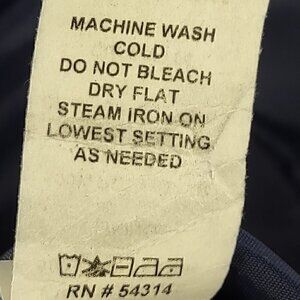 MACHINE WASH
COLD
DO NOT BLEACH
DRY FLAT
STEAM IRON ON
LOWEST SETTING
AS NEEDED
RN # 54314